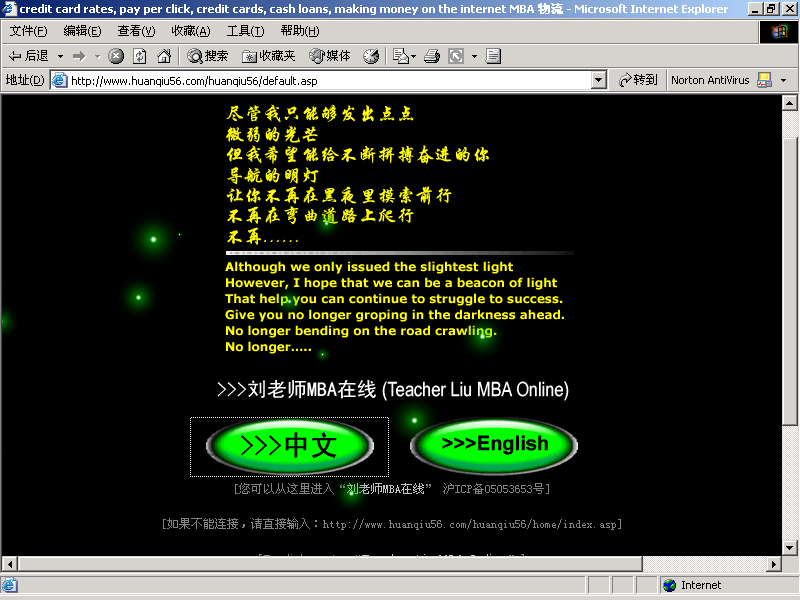 credit card rates, pay per click, credit cards, cash loans, making money on the internet MBA 物流 - Microsoft Internet Explorer
文件(F) 编辑(E) 查看(V) 收藏(A) 工具(T) 帮助(H)
后退 搜索 收藏夹 媒体
地址(D) http://www.huanqiu56.com/huanqiu56/default.asp 转到 Norton AntiVirus
尽管我只能够发出点点
微弱的光芒
但我希望能给不断拼搏奋进的你
导航的明灯
让你不再在黑夜里摸索前行
不再在弯曲道路上爬行
不再......
Although we only issued the slightest light
However, I hope that we can be a beacon of light
That help you can continue to struggle to success.
Give you no longer groping in the darkness ahead.
No longer bending on the road crawling.
No longer.....
>>>刘老师MBA在线 (Teacher Liu MBA Online)
>>>中文 >>>English
[您可以从这里进入“刘老师MBA在线” 沪ICP备05053653号]
[如果不能连接，请直接输入：http://www.huanqiu56.com/huanqiu56/home/index.asp]
Internet